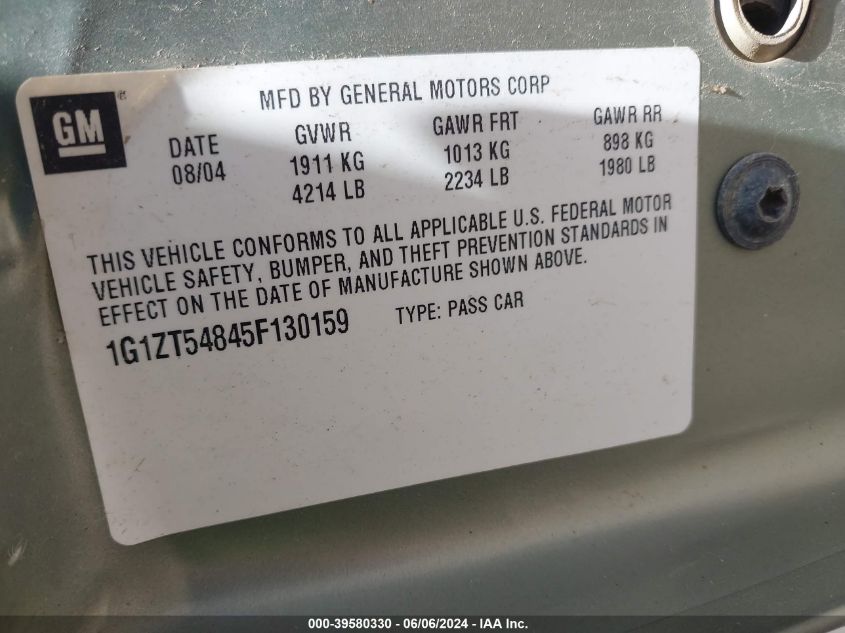 MFD BY GENERAL MOTORS CORP
GM ®
DATE GVWR GAWR FRT GAWR RR
08/04 1911 KG 1013 KG 898 KG
4214 LB 2234 LB 1980 LB
THIS VEHICLE CONFORMS TO ALL APPLICABLE U.S. FEDERAL MOTOR
VEHICLE SAFETY, BUMPER, AND THEFT PREVENTION STANDARDS IN
EFFECT ON THE DATE OF MANUFACTURE SHOWN ABOVE.
1G1ZT54845F130159 TYPE: PASS CAR
000-39580330 - 06/06/2024 - IAA Inc.